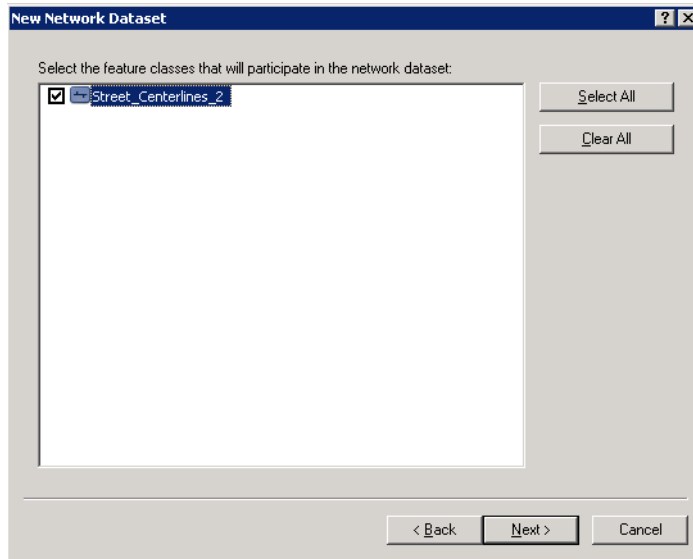 New Network Dataset
Select the feature classes that will participate in the network dataset:
Street_Centerlines_2
Select All
Clear All
< Back
Next >
Cancel